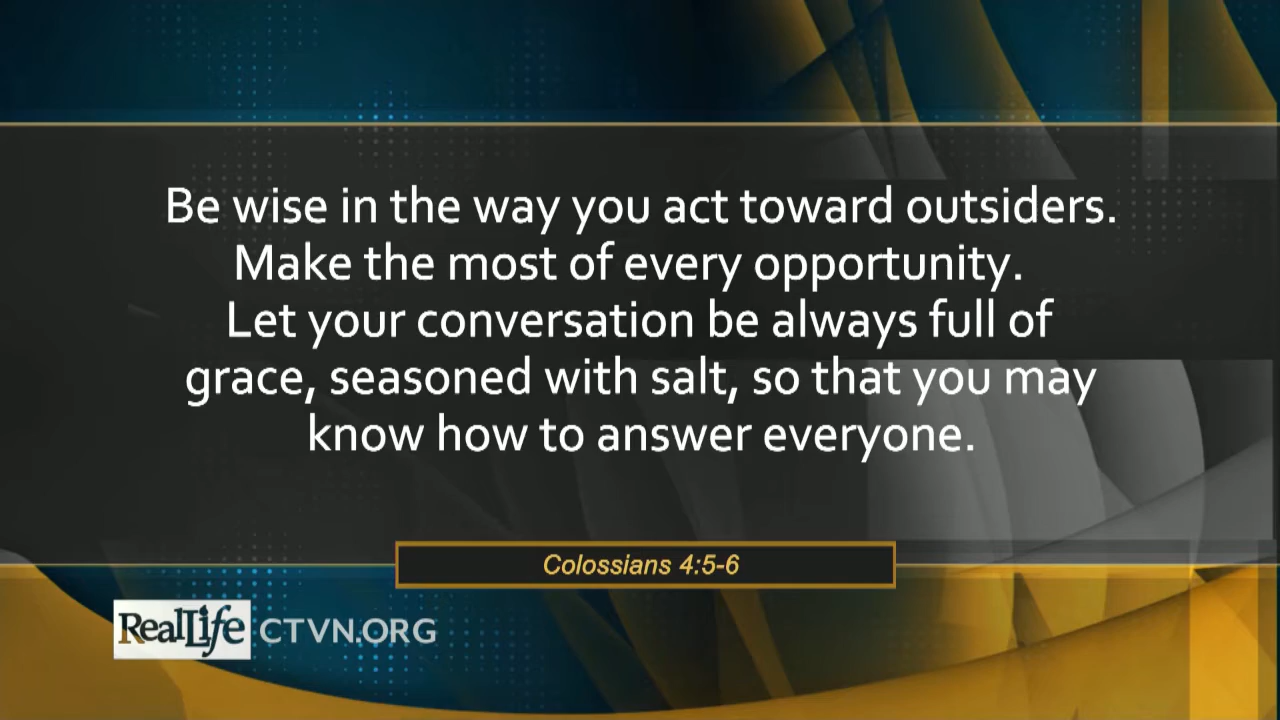 Be wise in the way you act toward outsiders.
Make the most of every opportunity.
Let your conversation be always full of
grace, seasoned with salt, so that you may
know how to answer everyone.
Colossians 4:5-6
RealLife CTVN.ORG